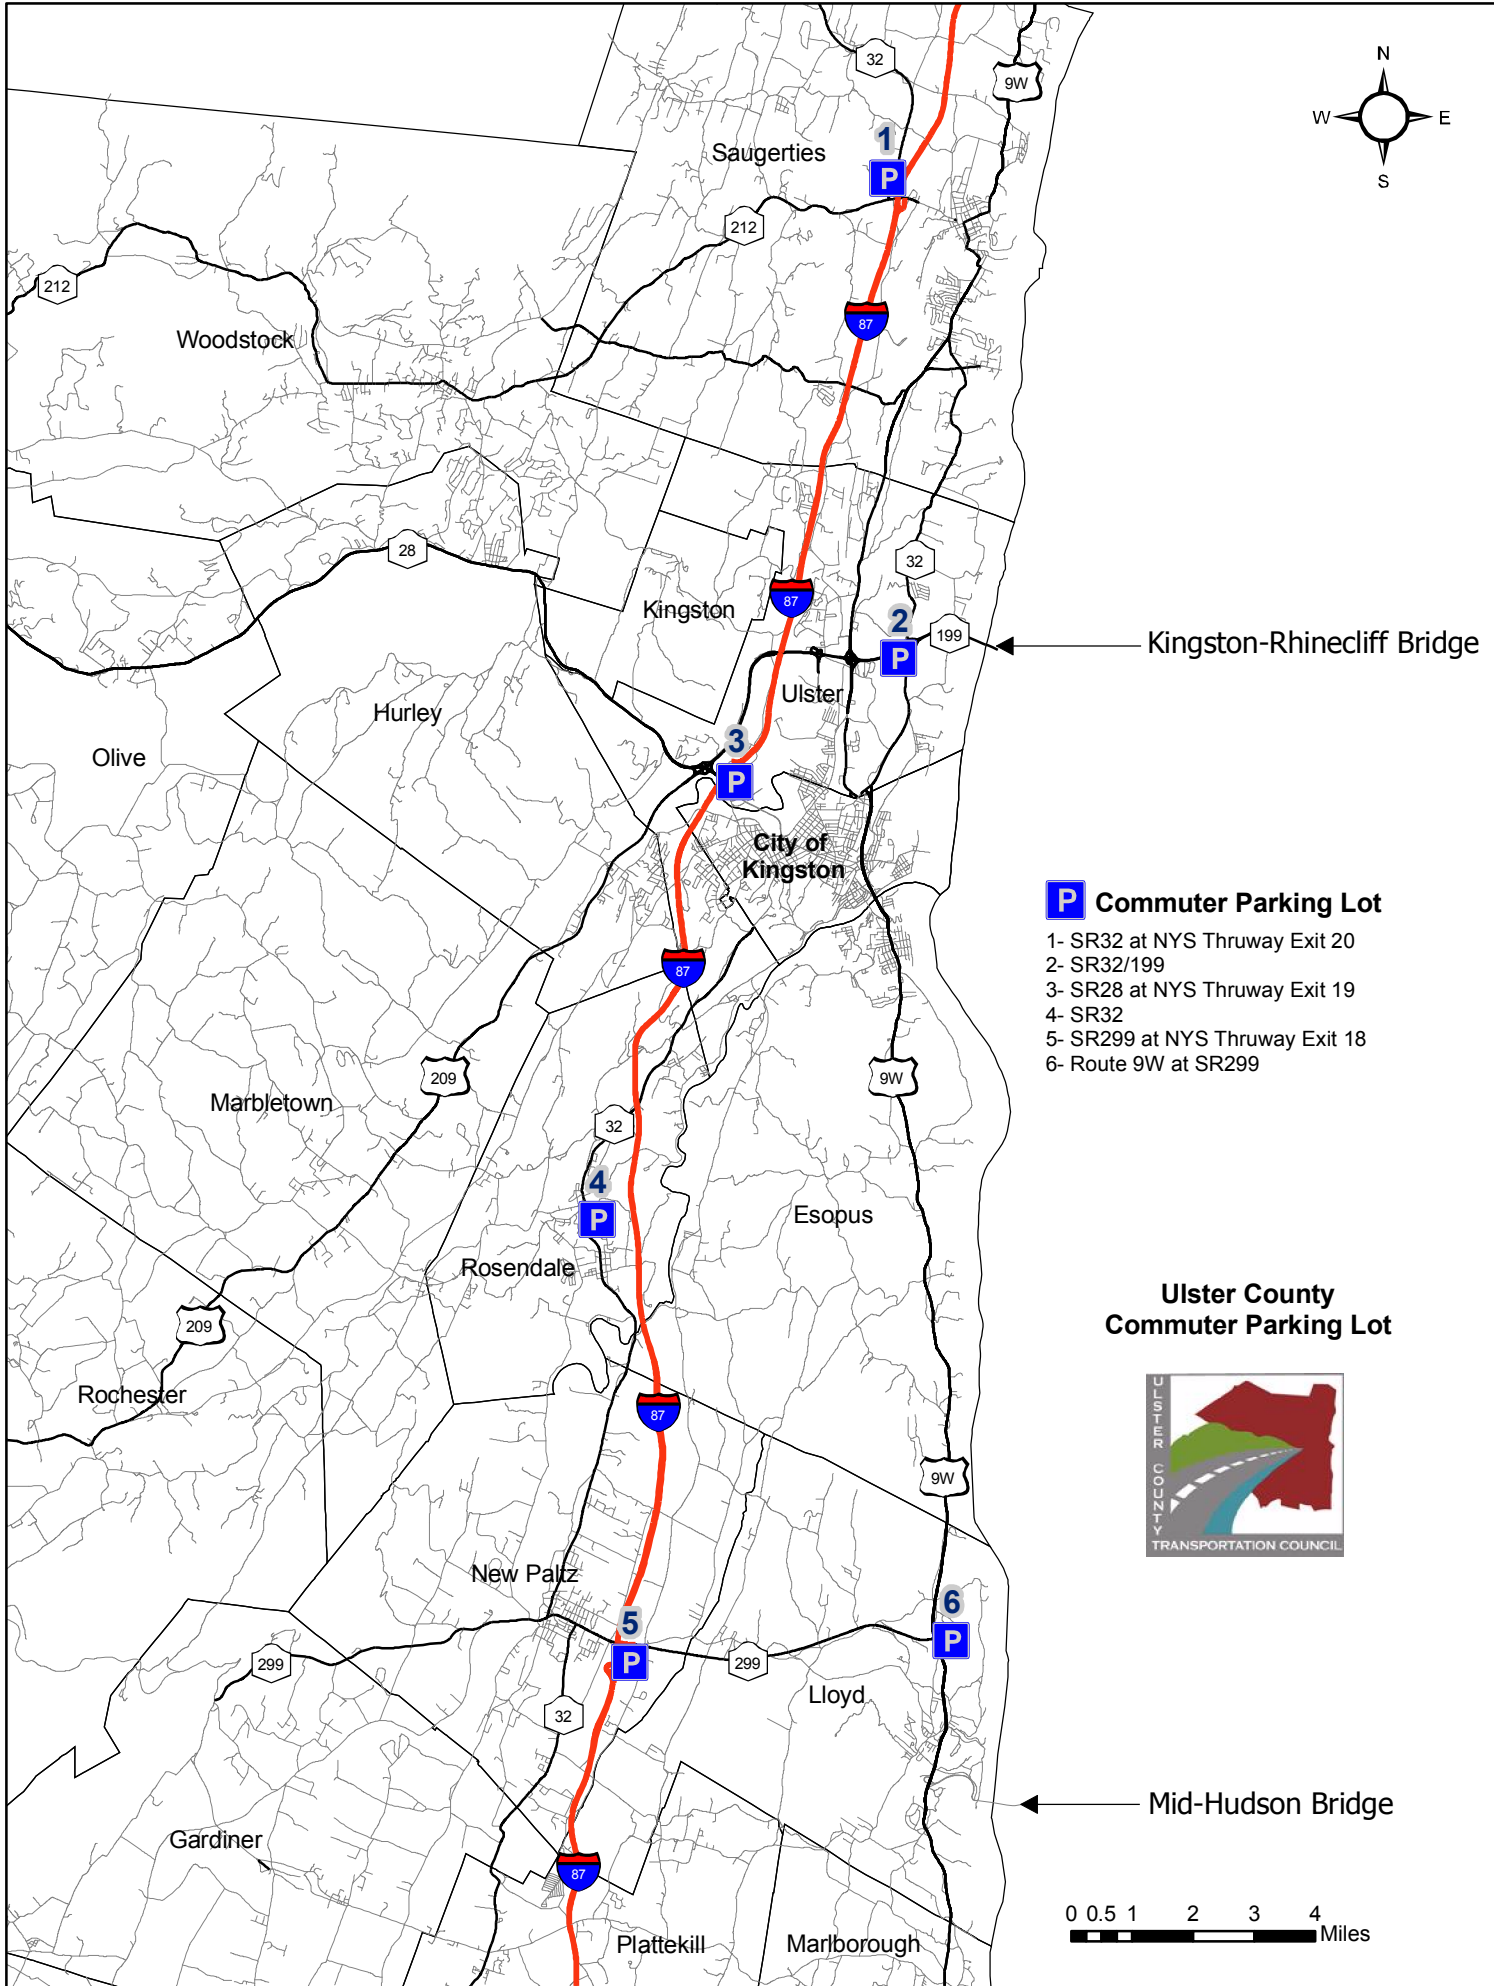 32
9W
N
W
E
S
1
P
Saugerties
212
212
87
Woodstock
28
32
87
Kingston
2
P
199
Kingston-Rhinecliff Bridge
Ulster
Hurley
3
P
Olive
City of
Kingston
P Commuter Parking Lot
1- SR32 at NYS Thruway Exit 20
2- SR32/199
3- SR28 at NYS Thruway Exit 19
4- SR32
5- SR299 at NYS Thruway Exit 18
6- Route 9W at SR299
87
209
9W
Marbletown
32
4
P
Esopus
Rosendale
Ulster County
Commuter Parking Lot
209
Rochester
87
ULSTER COUNTY
TRANSPORTATION COUNCIL
9W
New Paltz
5
P
6
P
299
299
Lloyd
32
Mid-Hudson Bridge
Gardiner
87
0 0.5 1 2 3 4
Miles
Plattekill
Marlborough